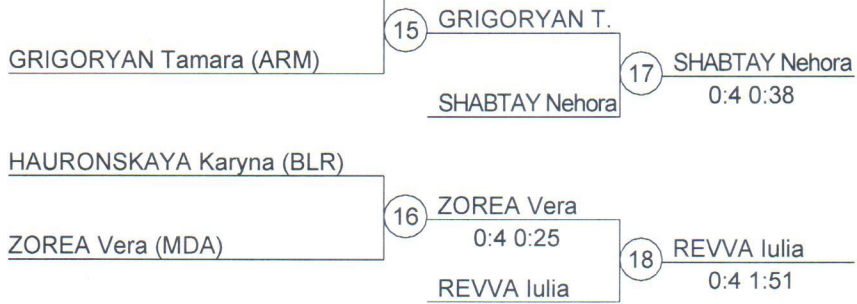 15 GRIGORYAN T.
GRIGORYAN Tamara (ARM)
17 SHABTAY Nehora
0:4 0:38
SHABTAY Nehora
HAURONSKAYA Karyna (BLR)
16 ZOREA Vera
0:4 0:25
ZOREA Vera (MDA)
18 REVVA Iulia
0:4 1:51
REVVA Iulia